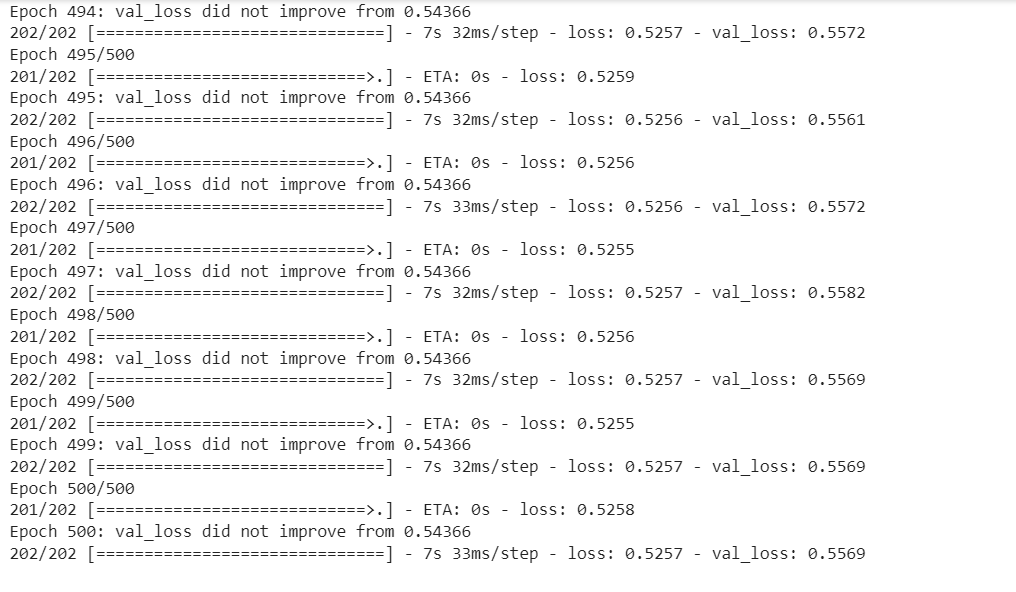 Epoch 494: val_loss did not improve from 0.54366
202/202 [==============================] - 7s 32ms/step - loss: 0.5257 - val_loss: 0.5572
Epoch 495/500
201/202 [============================>.] - ETA: 0s - loss: 0.5259
Epoch 495: val_loss did not improve from 0.54366
202/202 [==============================] - 7s 32ms/step - loss: 0.5256 - val_loss: 0.5561
Epoch 496/500
201/202 [============================>.] - ETA: 0s - loss: 0.5256
Epoch 496: val_loss did not improve from 0.54366
202/202 [==============================] - 7s 33ms/step - loss: 0.5256 - val_loss: 0.5572
Epoch 497/500
201/202 [============================>.] - ETA: 0s - loss: 0.5255
Epoch 497: val_loss did not improve from 0.54366
202/202 [==============================] - 7s 32ms/step - loss: 0.5257 - val_loss: 0.5582
Epoch 498/500
201/202 [============================>.] - ETA: 0s - loss: 0.5256
Epoch 498: val_loss did not improve from 0.54366
202/202 [==============================] - 7s 32ms/step - loss: 0.5257 - val_loss: 0.5569
Epoch 499/500
201/202 [============================>.] - ETA: 0s - loss: 0.5255
Epoch 499: val_loss did not improve from 0.54366
202/202 [==============================] - 7s 32ms/step - loss: 0.5257 - val_loss: 0.5569
Epoch 500/500
201/202 [============================>.] - ETA: 0s - loss: 0.5258
Epoch 500: val_loss did not improve from 0.54366
202/202 [==============================] - 7s 33ms/step - loss: 0.5257 - val_loss: 0.5569